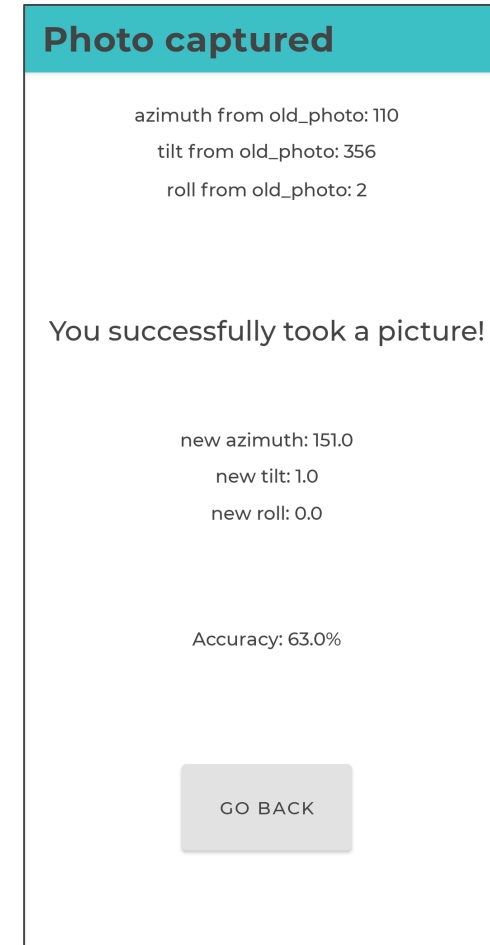 Photo captured
azimuth from old_photo: 110
tilt from old_photo: 356
roll from old_photo: 2
You successfully took a picture!
new azimuth: 151.0
new tilt: 1.0
new roll: 0.0
Accuracy: 63.0%
GO BACK